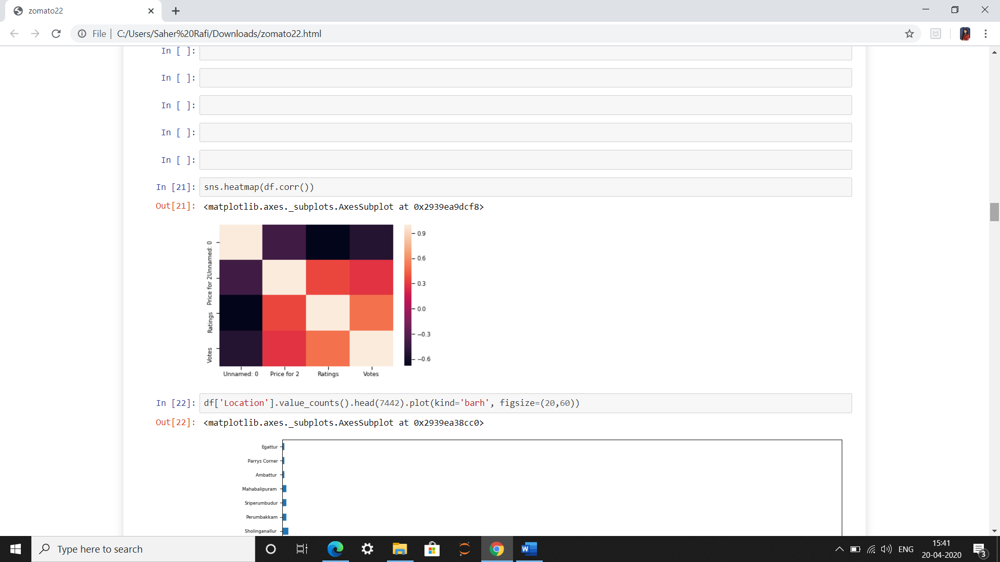 zomato22
File | C:/Users/Saher%20Rafi/Downloads/zomato22.html
In [ ]:
In [ ]:
In [ ]:
In [ ]:
In [ ]:
In [21]: sns.heatmap(df.corr())
Out[21]: <matplotlib.axes._subplots.AxesSubplot at 0x2939ea9dcf8>
Unnamed: 0
Price for 2
Ratings
Votes
0.9
0.6
0.3
0.0
−0.3
−0.6
Unnamed: 0 Price for 2 Ratings Votes
In [22]: df['Location'].value_counts().head(7442).plot(kind='barh', figsize=(20,60))
Out[22]: <matplotlib.axes._subplots.AxesSubplot at 0x2939ea38cc0>
Egattur
Parrys Corner
Ambattur
Mahabalipuram
Sriperumbudur
Perumbakkam
Sholinganallur
Type here to search
W
ENG
15:41
20-04-2020
3